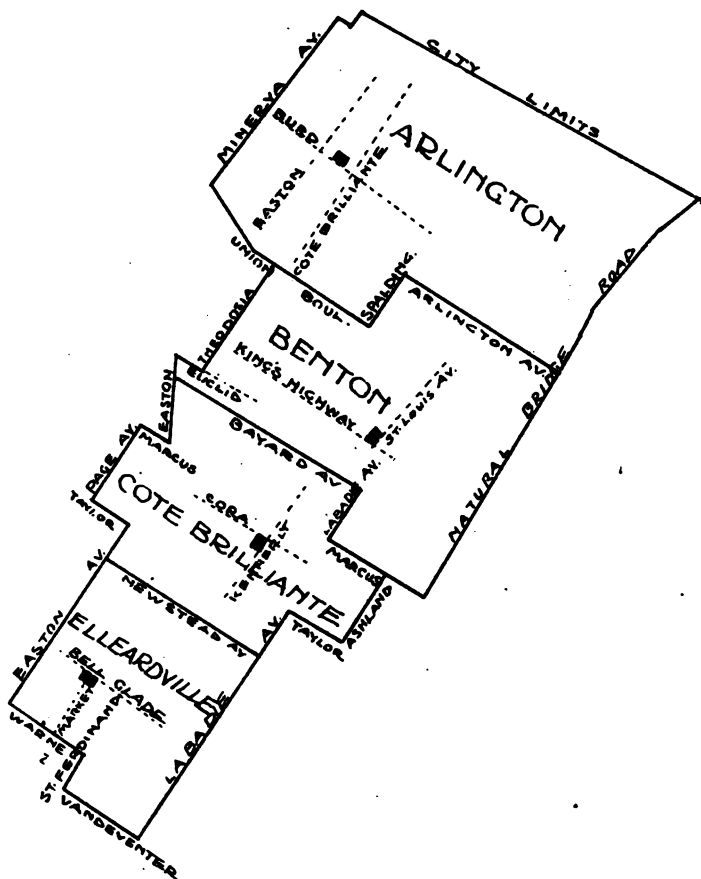 CITY LIMITS
MINERVA AV.
BURD
ARLINGTON
EASTON
COTE BRILLIANTE
UNION BOUL.
SPALDING.
ROAD
ARLINGTON AV.
THEODOSIA
BENTON
KING'S HIGHWAY
ST. LOUIS AV.
NATURAL BRIDGE
EUCLID
EASTON
BAYARD AV
PAGE AV.
MARCUS
LABADIE AV.
TAYLOR
COTE BRILLIANTE
MARCUS
ASHLAND
TAYLOR
EASTON AV.
NEWSTEAD AV
ELLEARDVILLE
BELL GLADE
LABADIE AV.
N. MARKET
ST. FERDINAND
WARNE
VANDEVENTER